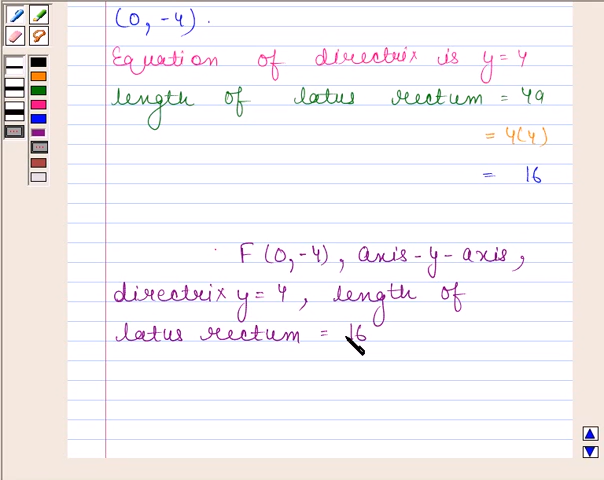 (0, -4).
Equation of directrix is y = 4
length of latus rectum = 4a
= 4(4)
= 16
F(0, -4), axis - y - axis,
directrix y = 4, length of
latus rectum = 16